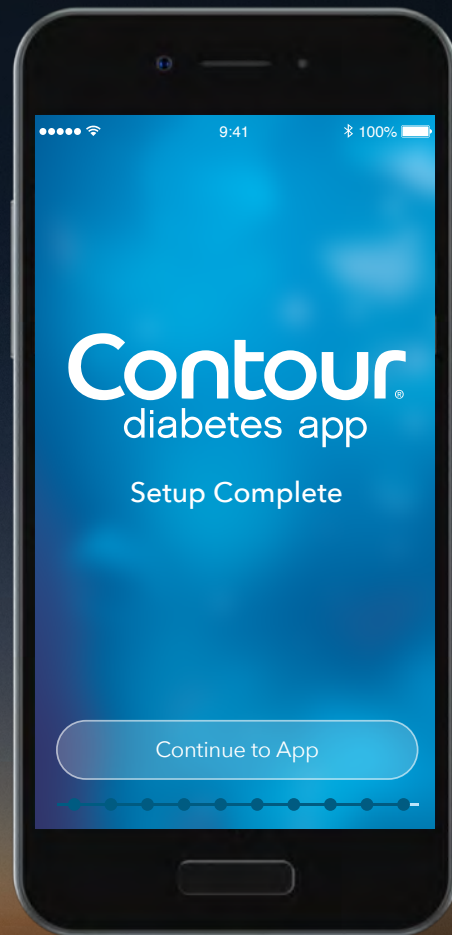 9:41
100%
Contour®
diabetes app
Setup Complete
Continue to App